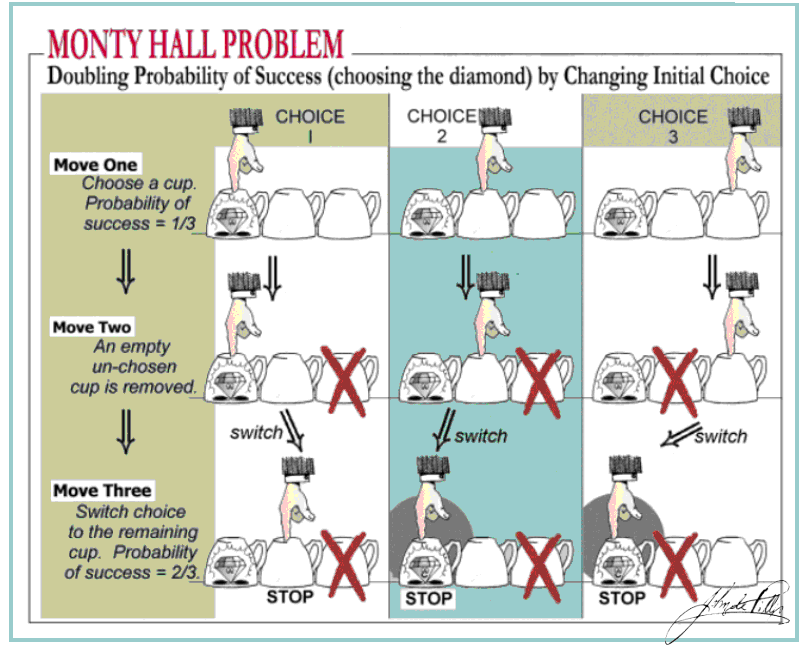 MONTY HALL PROBLEM
Doubling Probability of Success (choosing the diamond) by Changing Initial Choice
CHOICE
1
CHOICE
2
CHOICE
3
Move One
Choose a cup.
Probability of
success = 1/3
Move Two
An empty
un-chosen
cup is removed.
switch
switch
switch
Move Three
Switch choice
to the remaining
cup. Probability
of success = 2/3.
STOP
STOP
STOP